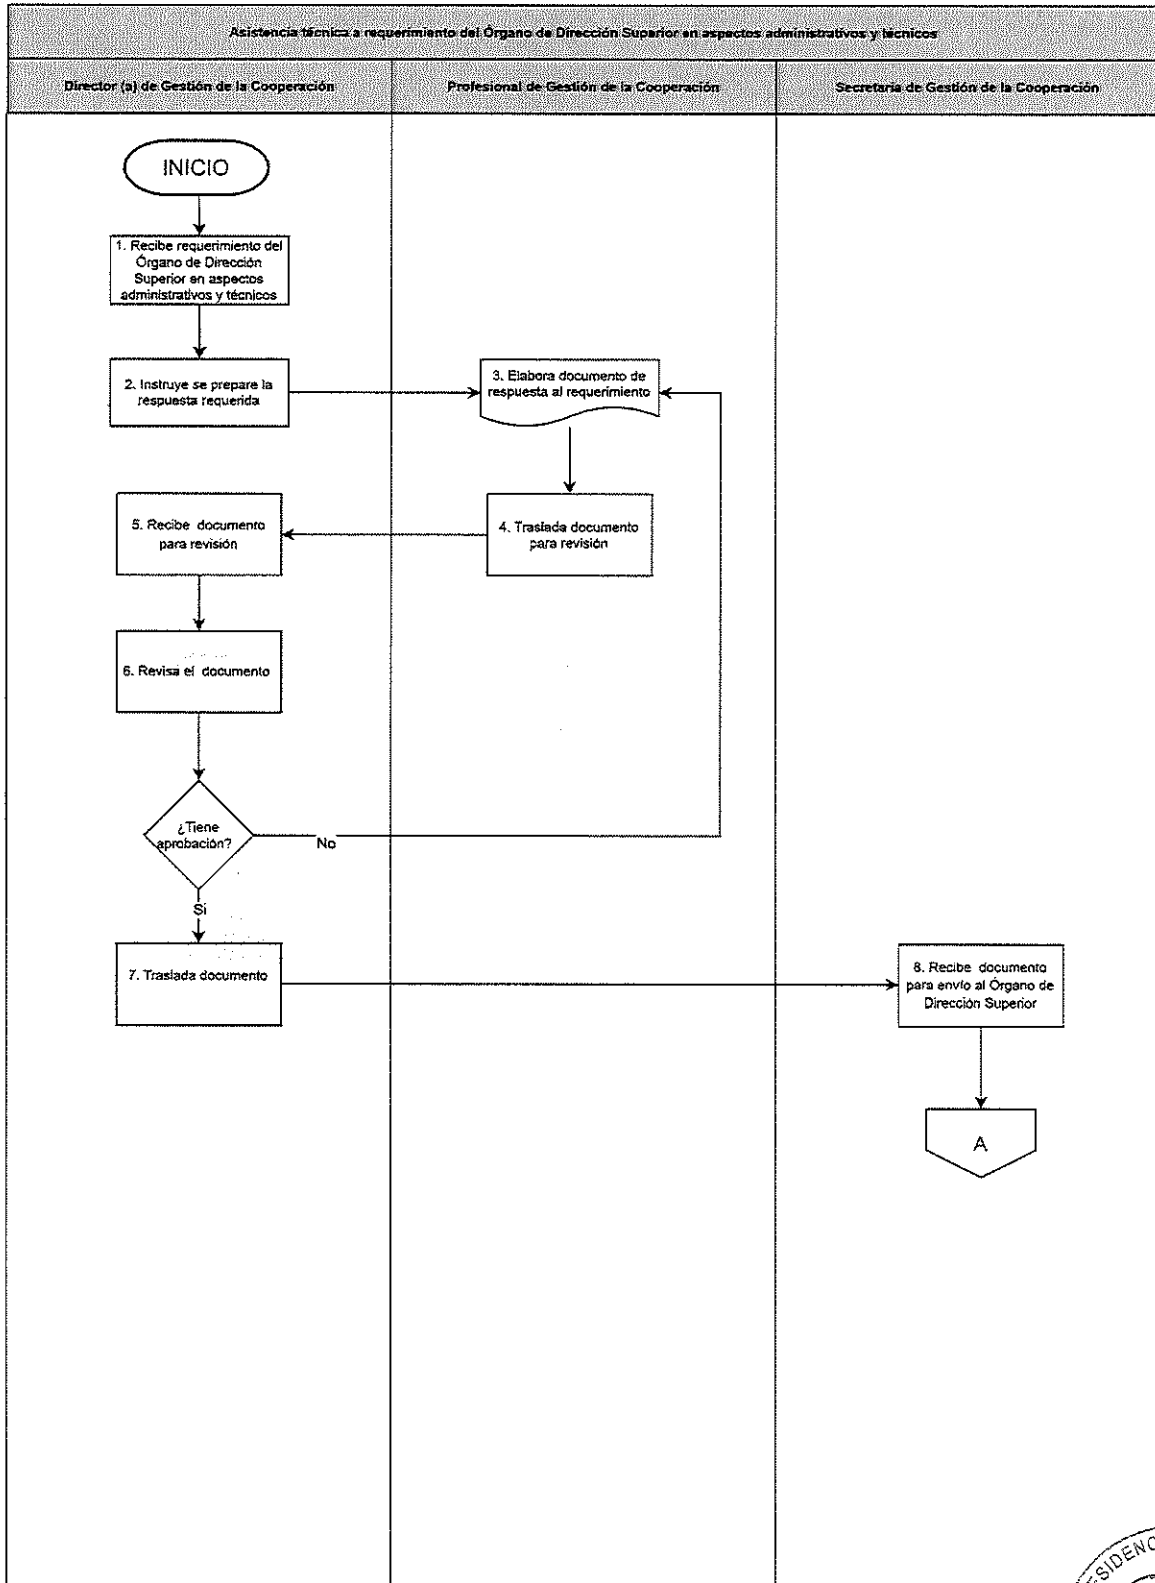 Asistencia técnica a requerimiento del Órgano de Dirección Superior en aspectos administrativos y técnicos
Director (a) de Gestión de la Cooperación
Profesional de Gestión de la Cooperación
Secretaria de Gestión de la Cooperación
INICIO
1. Recibe requerimiento del
Órgano de Dirección
Superior en aspectos
administrativos y técnicos
2. Instruye se prepare la
respuesta requerida
3. Elabora documento de
respuesta al requerimiento
5. Recibe documento
para revisión
4. Traslada documento
para revisión
6. Revisa el documento
¿Tiene
aprobación?
No
Si
7. Traslada documento
8. Recibe documento
para envío al Órgano de
Dirección Superior
A